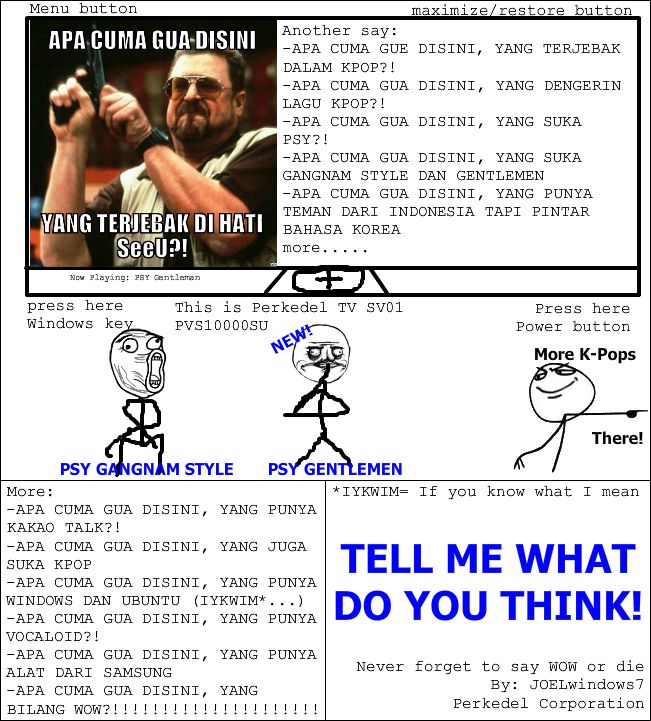 Menu button
maximize/restore button
APA CUMA GUA DISINI
YANG TERJEBAK DI HATI
SeeU?!
Another say:
-APA CUMA GUE DISINI, YANG TERJEBAK
DALAM KPOP?!
-APA CUMA GUA DISINI, YANG DENGERIN
LAGU KPOP?!
-APA CUMA GUA DISINI, YANG SUKA
PSY?!
-APA CUMA GUA DISINI, YANG SUKA
GANGNAM STYLE DAN GENTLEMEN
-APA CUMA GUA DISINI, YANG PUNYA
TEMAN DARI INDONESIA TAPI PINTAR
BAHASA KOREA
more.....
Now Playing: PSY Gentleman
press here
Windows key
This is Perkedel TV SV01
PVS10000SU
Press here
Power button
NEW!
More K-Pops
There!
PSY GANGNAM STYLE
PSY GENTLEMEN
More:
-APA CUMA GUA DISINI, YANG PUNYA
KAKAO TALK?!
-APA CUMA GUA DISINI, YANG JUGA
SUKA KPOP
-APA CUMA GUA DISINI, YANG PUNYA
WINDOWS DAN UBUNTU (IYKWIM*...)
-APA CUMA GUA DISINI, YANG PUNYA
VOCALOID?!
-APA CUMA GUA DISINI, YANG PUNYA
ALAT DARI SAMSUNG
-APA CUMA GUA DISINI, YANG
BILANG WOW?!!!!!!!!!!!!!!!!!!!!!!
*IYKWIM= If you know what I mean
TELL ME WHAT
DO YOU THINK!
Never forget to say WOW or die
By: JOELwindows7
Perkedel Corporation